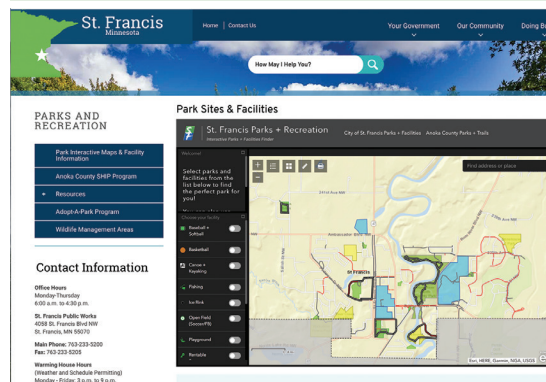 St. Francis
Minnesota
Home | Contact Us
Your Government
Our Community
Doing Bu
How May I Help You?
PARKS AND
RECREATION
Park Interactive Maps & Facility
Information
Anoka County SHIP Program
Resources
Adopt-A-Park Program
Wildlife Management Areas
Contact Information
Office Hours
Monday-Thursday
6:00 a.m. to 4:30 p.m.
St. Francis Public Works
4058 St. Francis Blvd NW
St. Francis, MN 55070
Main Phone: 763-233-5200
Fax: 763-233-5205
Warming House Hours
(Weather and Schedule Permitting)
Monday - Friday: 3 p.m. to 9 p.m.
Park Sites & Facilities
St. Francis Parks + Recreation
Interactive Parks + Facilities Finder
City of St. Francis Parks + Facilities
Anoka County Parks + Trails
Welcome!
Select parks and
facilities from the
list below to find
the perfect park for
you!
Choose your facility
Baseball +
Softball
Basketball
Canoe +
Kayaking
Fishing
Ice Rink
Open Field
(Soccer/FB)
Playground
Rentable
Find address or place
St Francis
Esri, HERE, Garmin, NGA, USGS